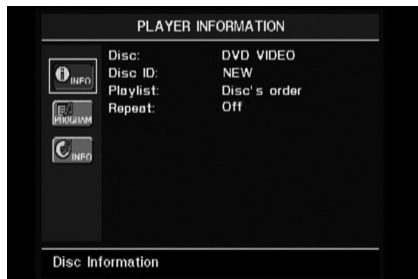 PLAYER INFORMATION
Disc: DVD VIDEO
INFO Disc ID: NEW
Playlist: Disc's order
PROGRAM Repeat: Off
INFO
Disc Information